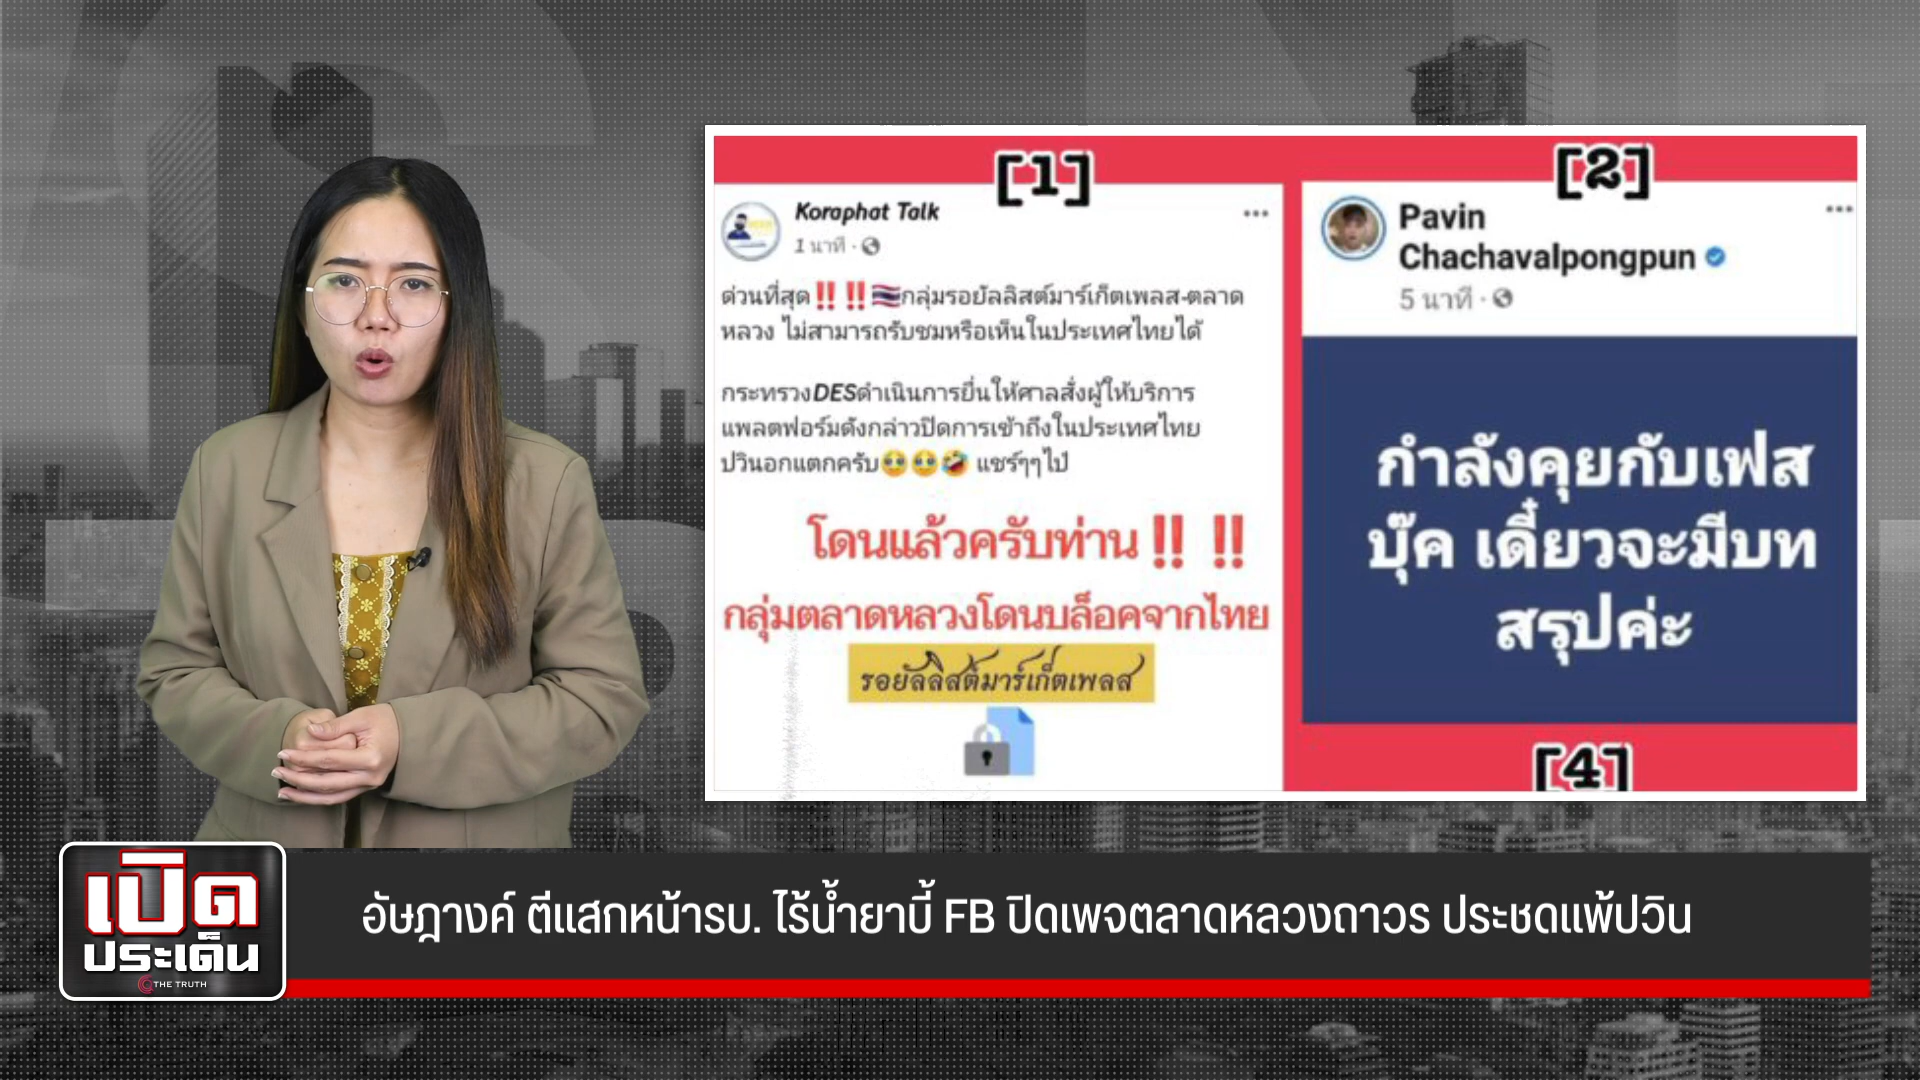 [1]
Koraphat Talk
1 นาที ·
ด่วนที่สุด‼️‼️🇹🇭กลุ่มรอยัลลิสต์มาร์เก็ตเพลส-ตลาด
หลวง ไม่สามารถรับชมหรือเห็นในประเทศไทยได้
กระทรวงDESดำเนินการยื่นให้ศาลสั่งผู้ให้บริการ
แพลตฟอร์มดังกล่าวปิดการเข้าถึงในประเทศไทย
ปวินอกแตกครับ🥺🥺🤣 แชร์ๆๆไป
โดนแล้วครับท่าน‼️ ‼️
กลุ่มตลาดหลวงโดนบล็อคจากไทย
รอยัลลิสต์มาร์เก็ตเพลส
[2]
Pavin
Chachavalpongpun
5 นาที ·
กำลังคุยกับเฟส
บุ๊ค เดี๋ยวจะมีบท
สรุปค่ะ
[4]
เปิด
ประเด็น
THE TRUTH
อัษฎางค์ ตีแสกหน้ารบ. ไร้น้ำยาบี้ FB ปิดเพจตลาดหลวงถาวร ประชดแพ้ปวิน